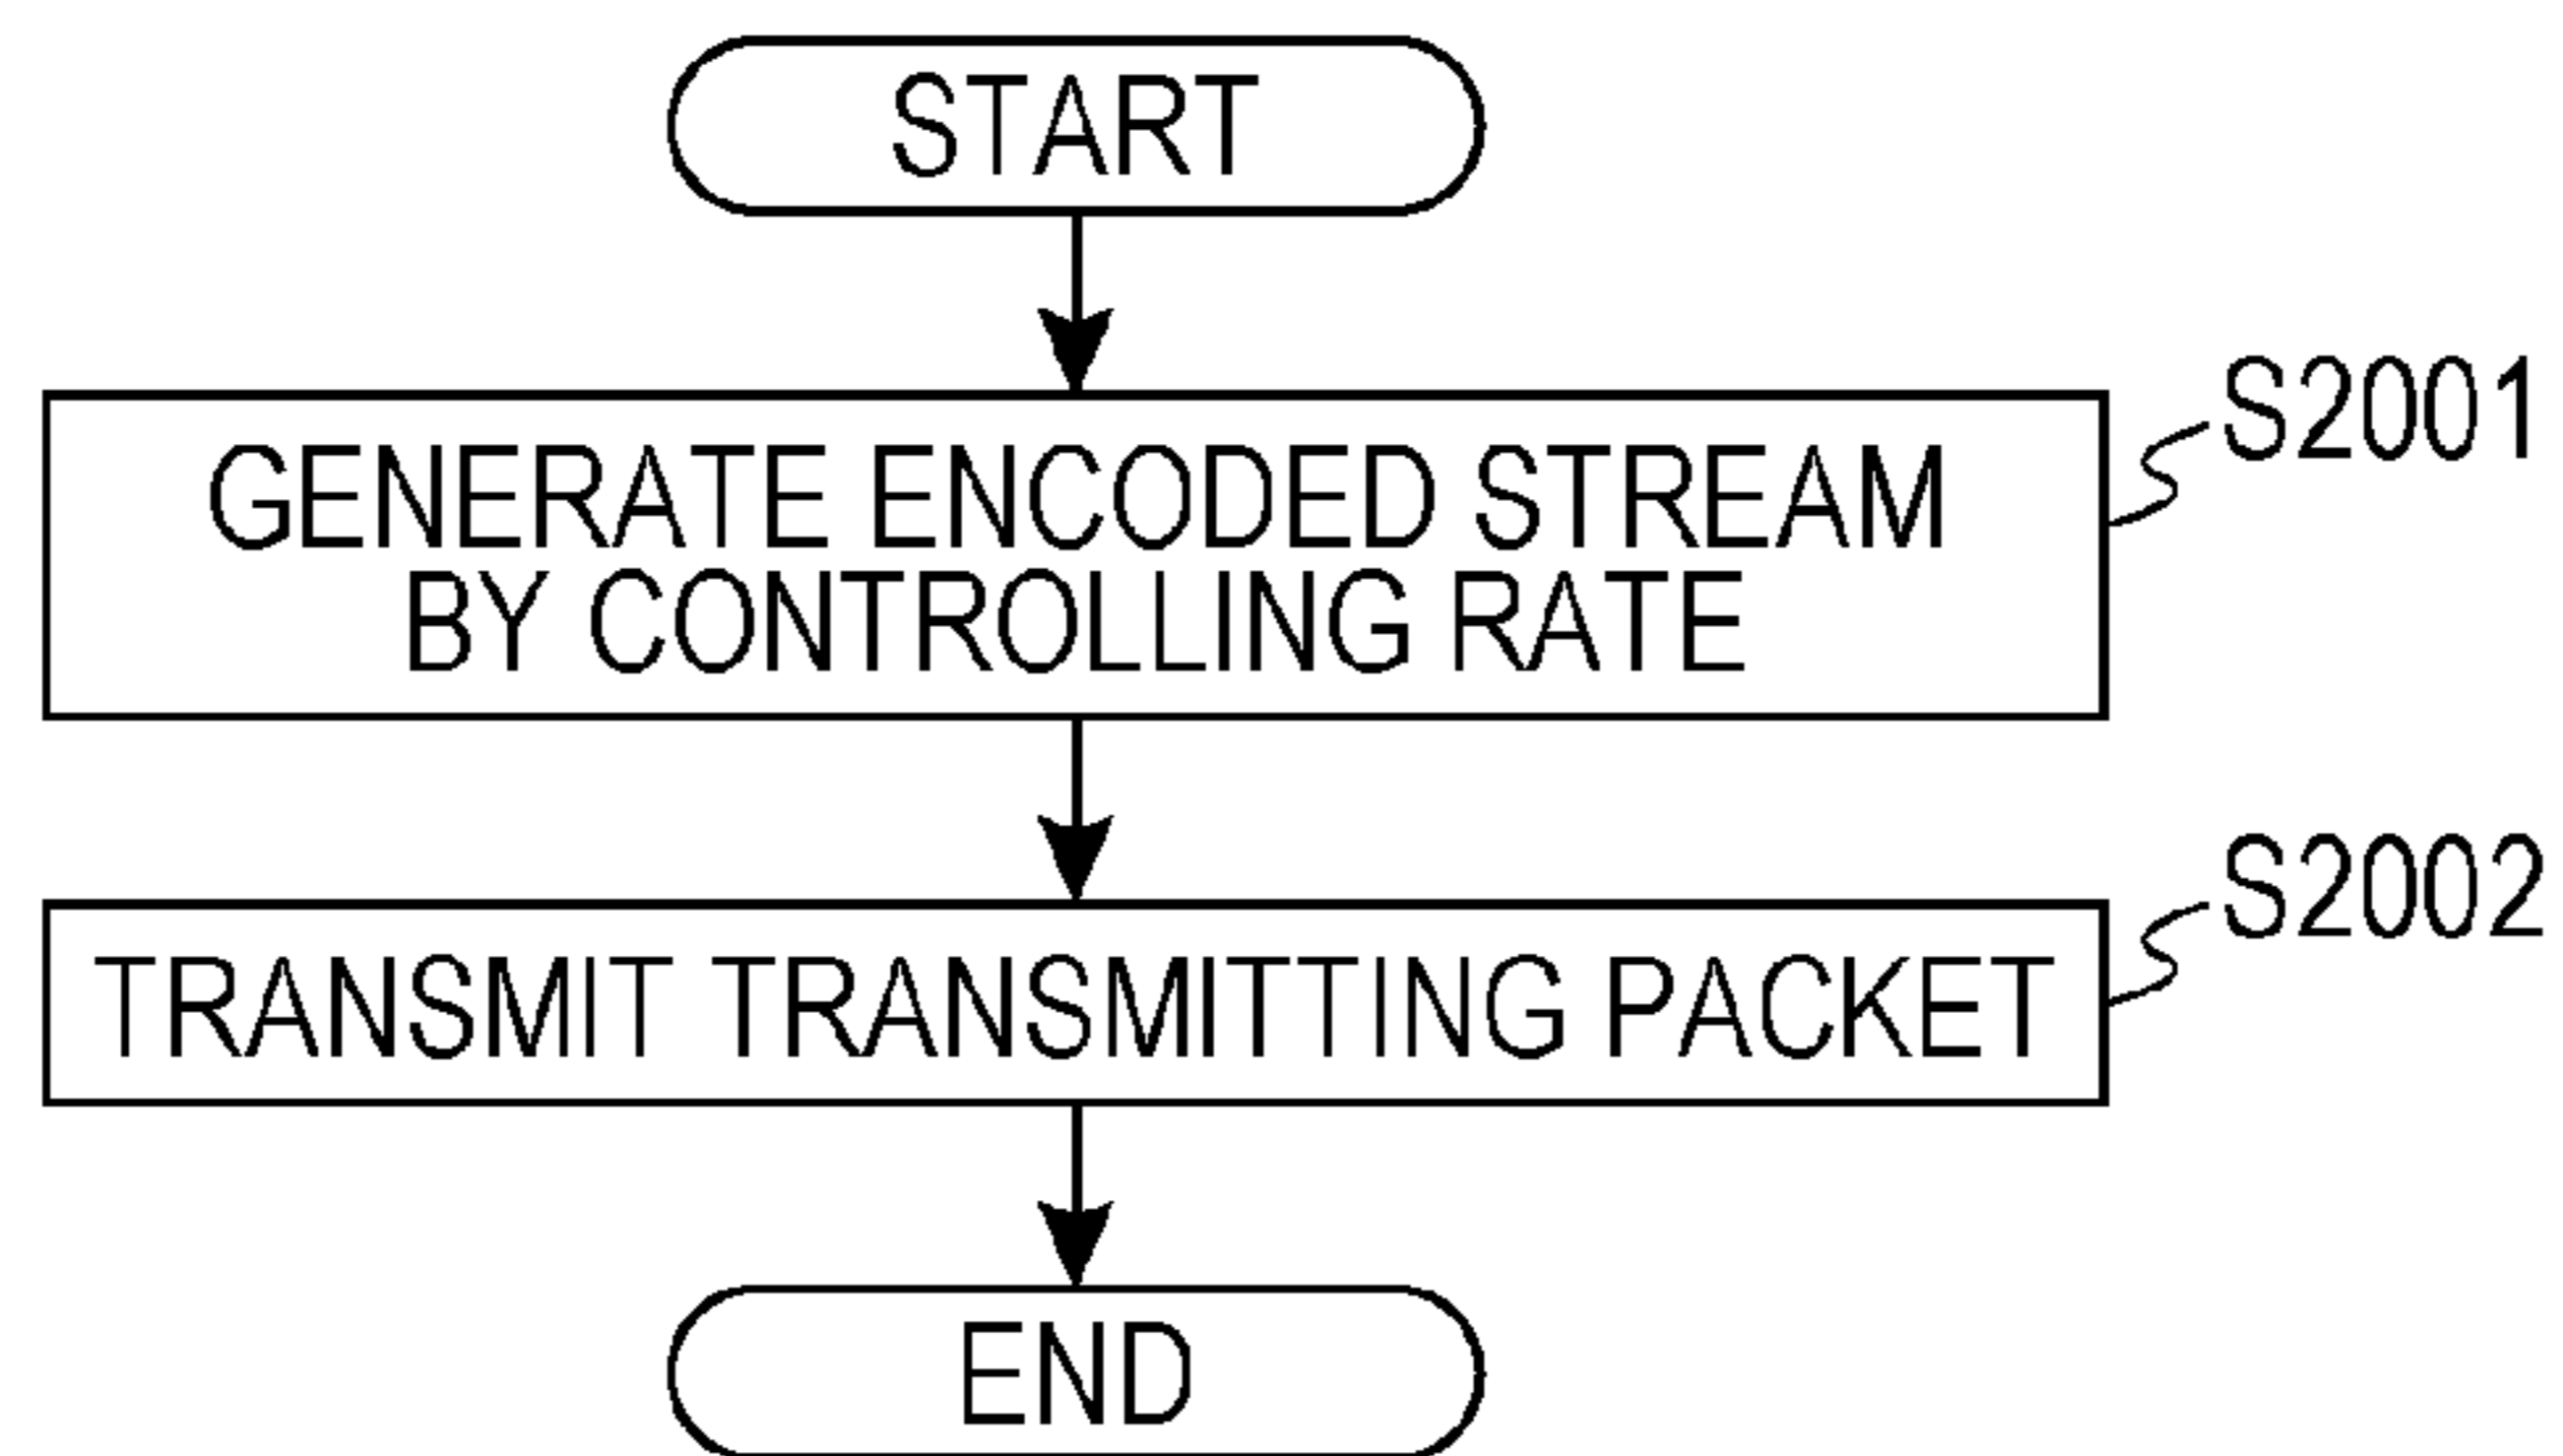 START
GENERATE ENCODED STREAM
BY CONTROLLING RATE
S2001
TRANSMIT TRANSMITTING PACKET
S2002
END